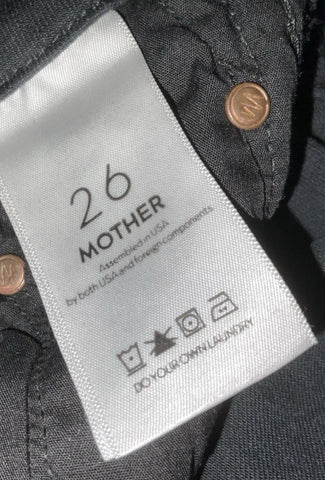 26
MOTHER
Assembled in USA
by both USA and foreign components
DO YOUR OWN LAUNDRY